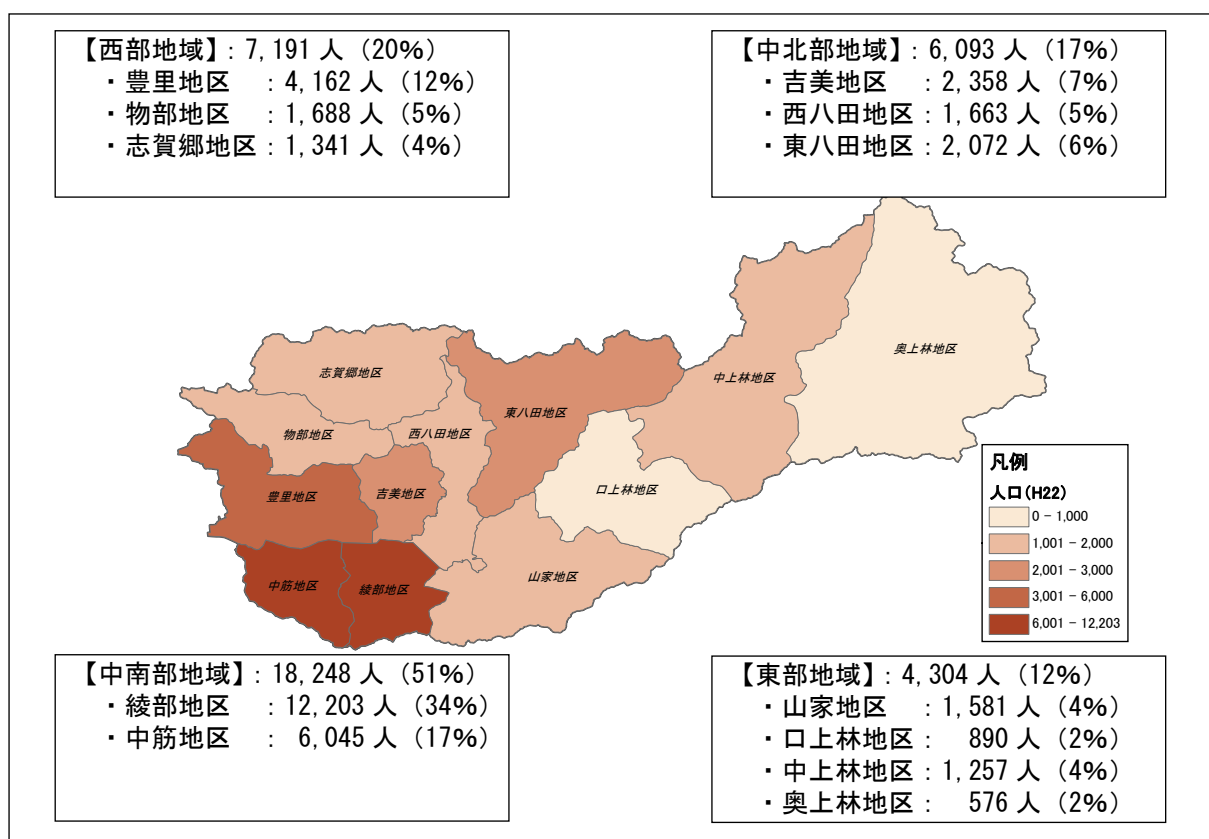 【西部地域】：7,191 人（20%）
・豊里地区　：4,162 人（12%）
・物部地区　：1,688 人（5%）
・志賀郷地区：1,341 人（4%）
【中北部地域】：6,093 人（17%）
・吉美地区　：2,358 人（7%）
・西八田地区：1,663 人（5%）
・東八田地区：2,072 人（6%）
奥上林地区
志賀郷地区
中上林地区
東八田地区
物部地区
西八田地区
豊里地区
吉美地区
口上林地区
中筋地区
綾部地区
山家地区
凡例
人口(H22)
0 - 1,000
1,001 - 2,000
2,001 - 3,000
3,001 - 6,000
6,001 - 12,203
【中南部地域】：18,248 人（51%）
・綾部地区　：12,203 人（34%）
・中筋地区　： 6,045 人（17%）
【東部地域】：4,304 人（12%）
・山家地区　：1,581 人（4%）
・口上林地区：　890 人（2%）
・中上林地区：1,257 人（4%）
・奥上林地区：　576 人（2%）